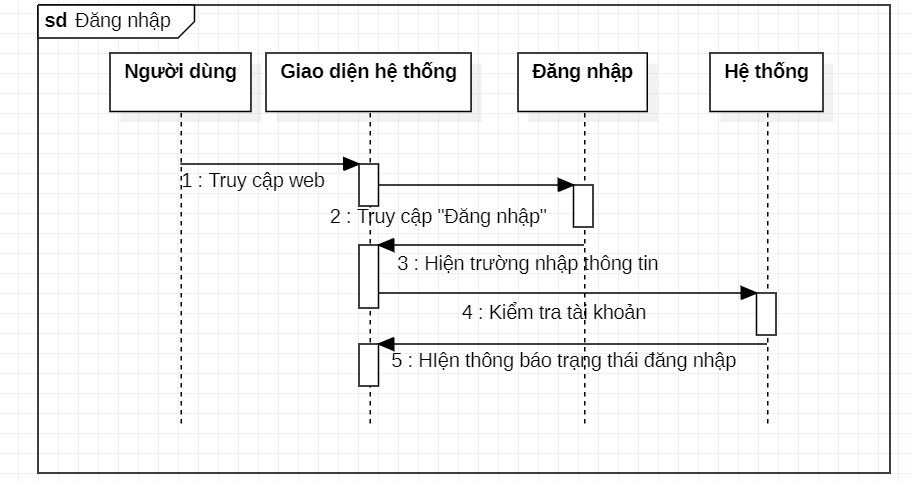 sd Đăng nhập
Người dùng
Giao diện hệ thống
Đăng nhập
Hệ thống
1 : Truy cập web
2 : Truy cập "Đăng nhập"
3 : Hiện trường nhập thông tin
4 : Kiểm tra tài khoản
5 : HIện thông báo trạng thái đăng nhập